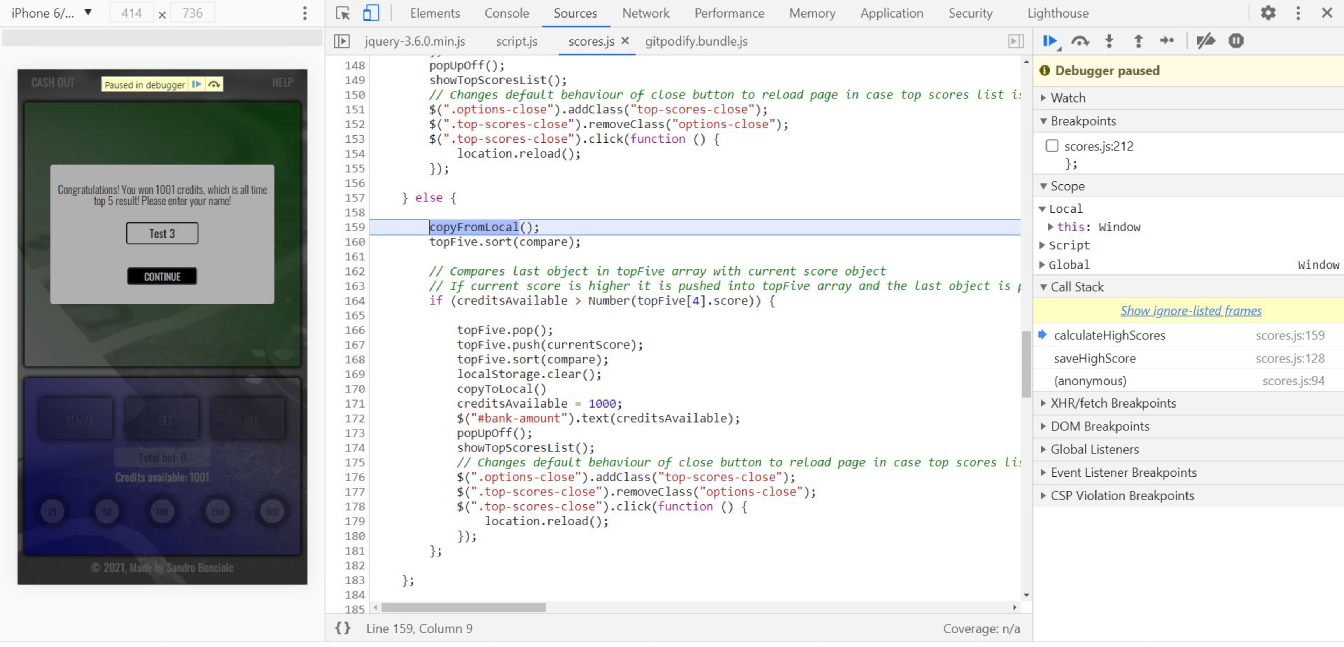 iPhone 6/... ▼ 414 x 736
Elements Console Sources Network Performance Memory Application Security Lighthouse
jquery-3.6.0.min.js script.js scores.js × gitpodify.bundle.js
CASH OUT Paused in debugger HELP
Congratulations! You won 1001 credits, which is all time
top 5 result! Please enter your name!
Test 3
CONTINUE
STAND BET HIT
Total bet: 0
Credits available: 1001
25 50 100 250 500
© 2021, Made by Sandro Bencinic
148 popUpOff();
149 showTopScoresList();
150 // Changes default behaviour of close button to reload page in case top scores list i
151 $(".options-close").addClass("top-scores-close");
152 $(".top-scores-close").removeClass("options-close");
153 $(".top-scores-close").click(function () {
154 location.reload();
155 });
156
157 } else {
158
159 copyFromLocal();
160 topFive.sort(compare);
161
162 // Compares last object in topFive array with current score object
163 // If current score is higher it is pushed into topFive array and the last object is
164 if (creditsAvailable > Number(topFive[4].score)) {
165
166 topFive.pop();
167 topFive.push(currentScore);
168 topFive.sort(compare);
169 localStorage.clear();
170 copyToLocal()
171 creditsAvailable = 1000;
172 $("#bank-amount").text(creditsAvailable);
173 popUpOff();
174 showTopScoresList();
175 // Changes default behaviour of close button to reload page in case top scores li
176 $(".options-close").addClass("top-scores-close");
177 $(".top-scores-close").removeClass("options-close");
178 $(".top-scores-close").click(function () {
179 location.reload();
180 });
181 };
182
183 };
184
185
{} Line 159, Column 9 Coverage: n/a
Debugger paused
Watch
Breakpoints
scores.js:212
};
Scope
Local
this: Window
Script
Global Window
Call Stack
Show ignore-listed frames
calculateHighScores scores.js:159
saveHighScore scores.js:128
(anonymous) scores.js:94
XHR/fetch Breakpoints
DOM Breakpoints
Global Listeners
Event Listener Breakpoints
CSP Violation Breakpoints